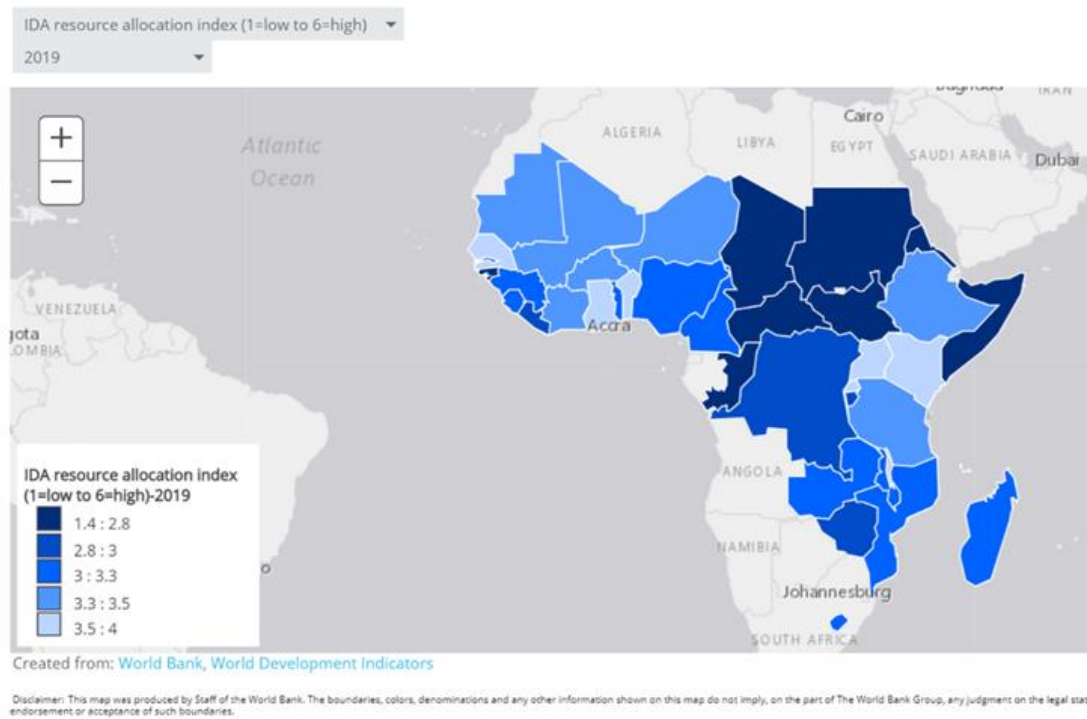 IDA resource allocation index (1=low to 6=high)
2019
IRAN
Cairo
ALGERIA
LIBYA
EGYPT
SAUDI ARABIA
Dubai
Atlantic
Ocean
+
−
VENEZUELA
Accra
ANGOLA
NAMIBIA
Johannesburg
SOUTH AFRICA
IDA resource allocation index
(1=low to 6=high)-2019
1.4 : 2.8
2.8 : 3
3 : 3.3
3.3 : 3.5
3.5 : 4
Created from: World Bank, World Development Indicators
Disclaimer: This map was produced by Staff of the World Bank. The boundaries, colors, denominations and any other information shown on this map do not imply, on the part of The World Bank Group, any judgment on the legal
endorsement or acceptance of such boundaries.